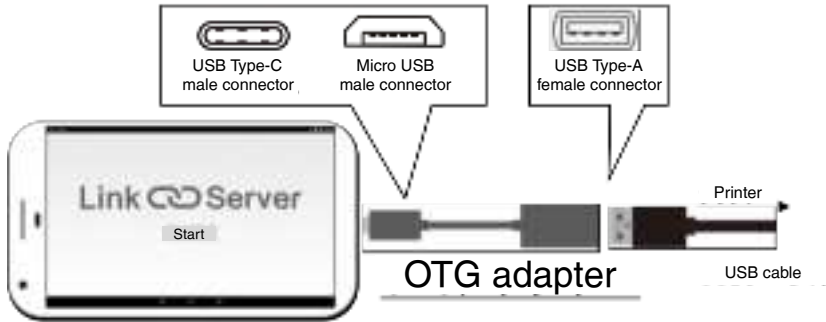 USB Type-C
male connector
Micro USB
male connector
USB Type-A
female connector
Link Server
Start
Printer
OTG adapter
USB cable